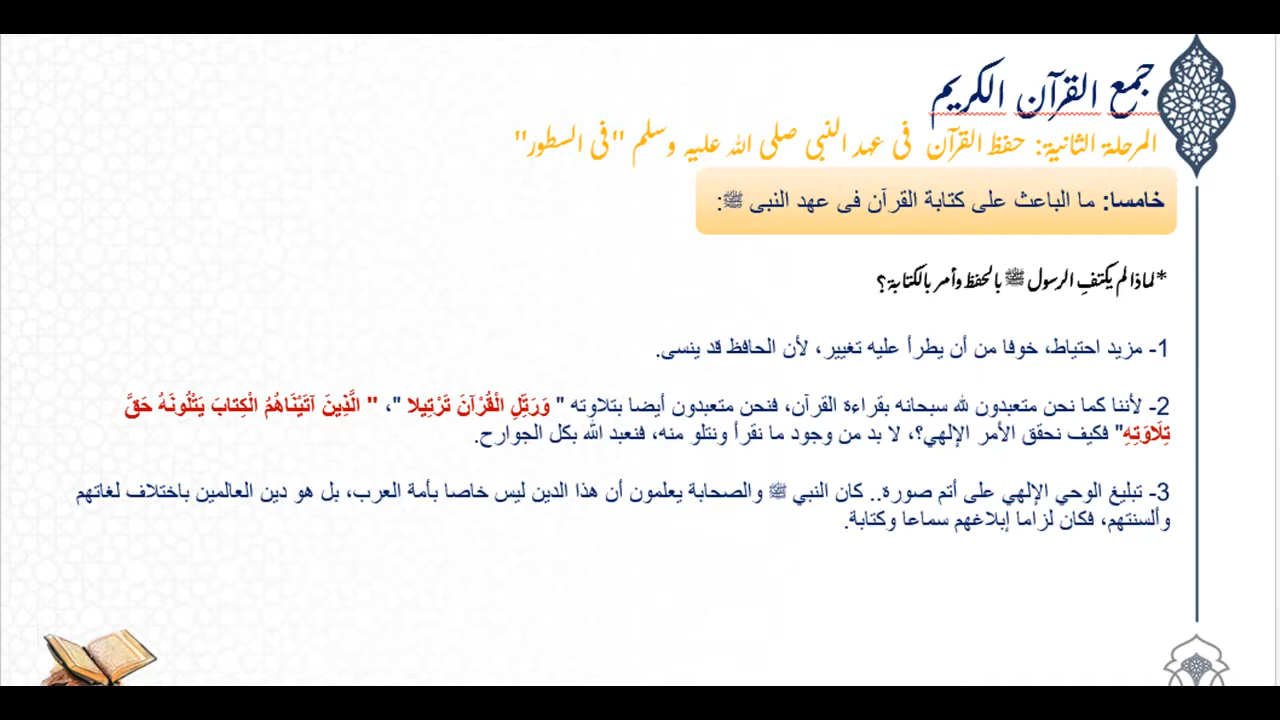 جمع القرآن الكريم
المرحلة الثانية: حفظ القرآن فى عهد النبى صلى الله عليه وسلم "فى السطور"
خامسا: ما الباعث على كتابة القرآن فى عهد النبى ﷺ:
*لماذا لم يكتفِ الرسول ﷺ بالحفظ وأمر بالكتابة؟
1- مزيد احتياط، خوفا من أن يطرأ عليه تغيير، لأن الحافظ قد ينسى.
2- لأننا كما نحن متعبدون لله سبحانه بقراءة القرآن، فنحن متعبدون أيضا بتلاوته " وَرَتِّلِ الْقُرْآنَ تَرْتِيلا "، " الَّذِينَ آتَيْنَاهُمُ الْكِتابَ يَتْلُونَهُ حَقَّ
تِلَاوَتِهِ" فكيف نحقق الأمر الإلهي؟، لا بد من وجود ما نقرأ ونتلو منه، فنعبد الله بكل الجوارح.
3- تبليغ الوحي الإلهي على أتم صورة.. كان النبي ﷺ والصحابة يعلمون أن هذا الدين ليس خاصا بأمة العرب، بل هو دين العالمين باختلاف لغاتهم
وألسنتهم، فكان لزاما إبلاغهم سماعا وكتابة.